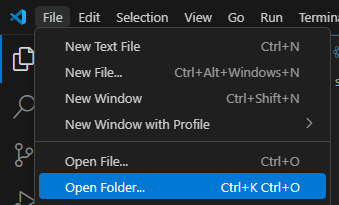 File Edit Selection View Go Run Termina
New Text File Ctrl+N
New File... Ctrl+Alt+Windows+N
New Window Ctrl+Shift+N
New Window with Profile
Open File... Ctrl+O
Open Folder... Ctrl+K Ctrl+O